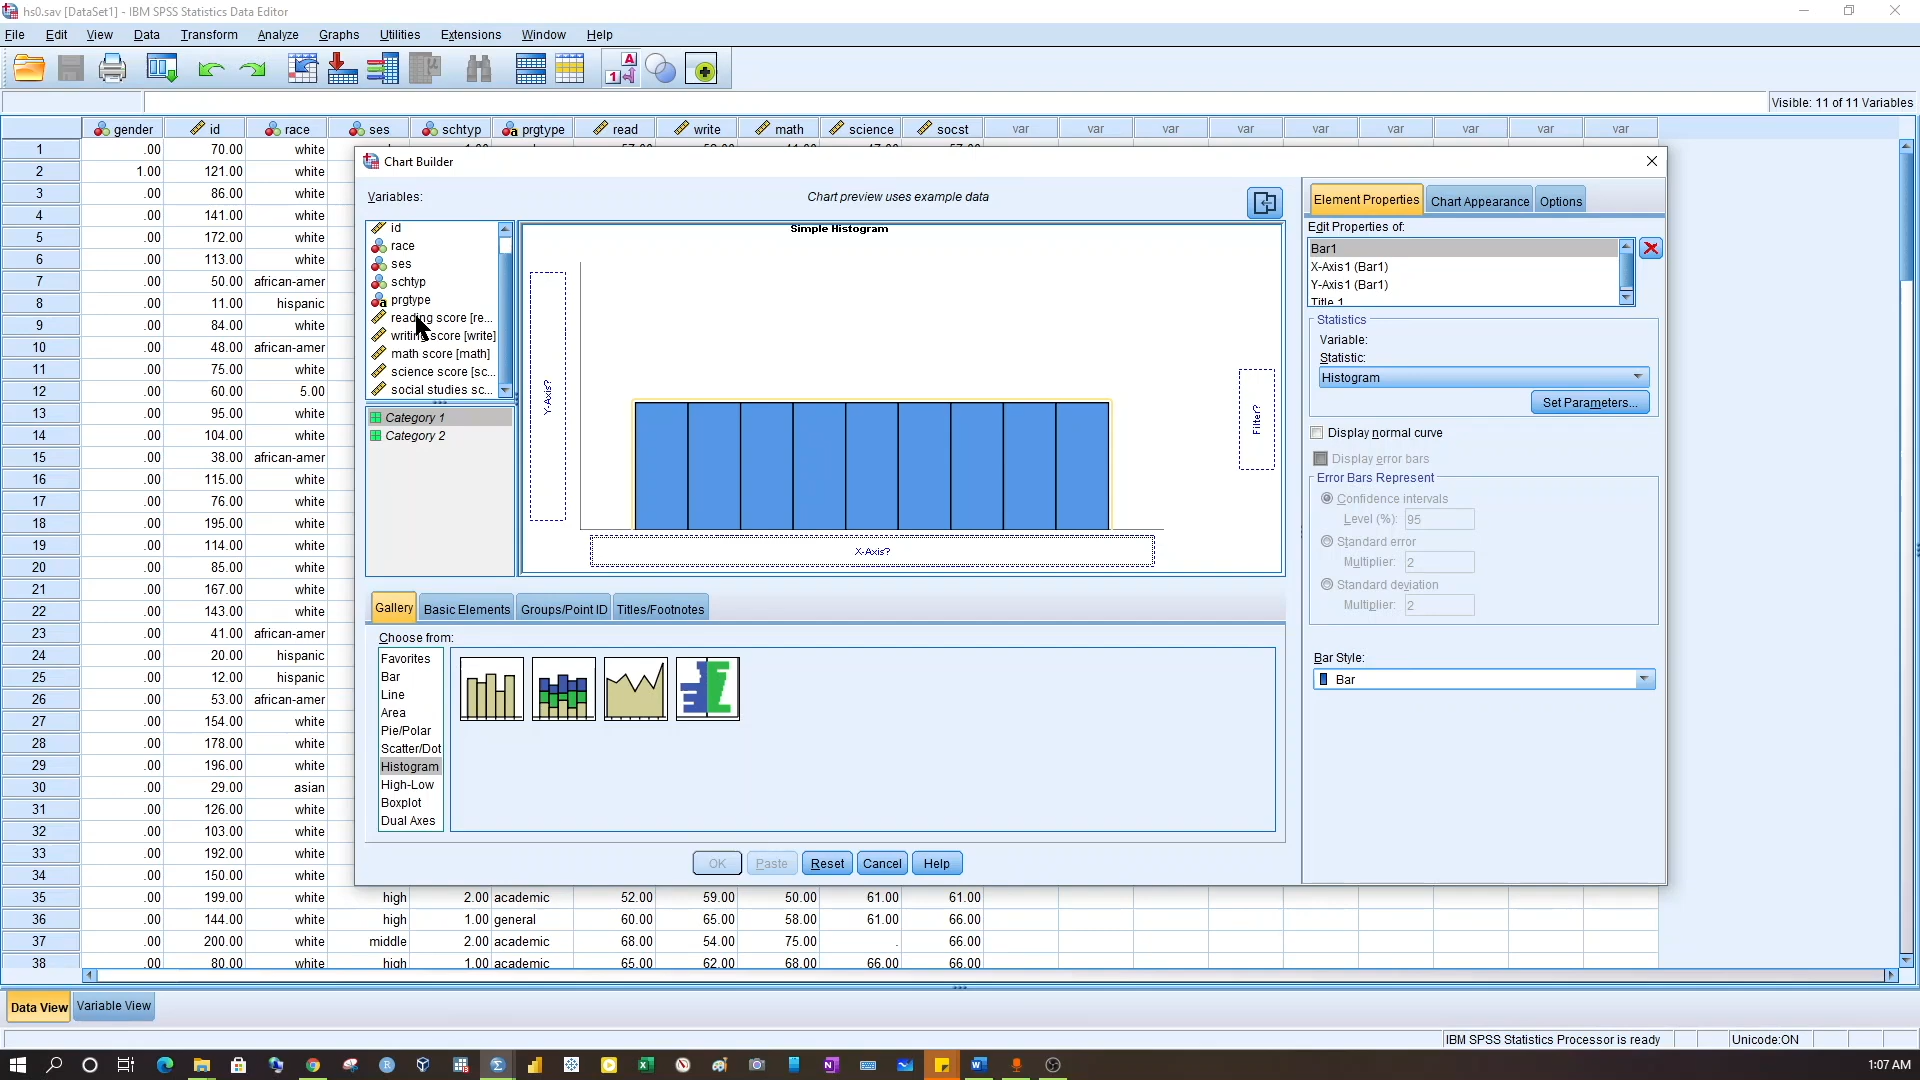 hs0.sav [DataSet1] - IBM SPSS Statistics Data Editor
File Edit View Data Transform Analyze Graphs Utilities Extensions Window Help
Visible: 11 of 11 Variables
gender id race ses schtyp prgtype read write math science socst var var var var var var var var var
1 .00 70.00 white
2 1.00 121.00 white
3 .00 86.00 white
4 .00 141.00 white
5 .00 172.00 white
6 .00 113.00 white
7 .00 50.00 african-amer
8 .00 11.00 hispanic
9 .00 84.00 white
10 .00 48.00 african-amer
11 .00 75.00 white
12 .00 60.00 5.00
13 .00 95.00 white
14 .00 104.00 white
15 .00 38.00 african-amer
16 .00 115.00 white
17 .00 76.00 white
18 .00 195.00 white
19 .00 114.00 white
20 .00 85.00 white
21 .00 167.00 white
22 .00 143.00 white
23 .00 41.00 african-amer
24 .00 20.00 hispanic
25 .00 12.00 hispanic
26 .00 53.00 african-amer
27 .00 154.00 white
28 .00 178.00 white
29 .00 196.00 white
30 .00 29.00 asian
31 .00 126.00 white
32 .00 103.00 white
33 .00 192.00 white
34 .00 150.00 white
35 .00 199.00 white high 2.00 academic 52.00 59.00 50.00 61.00 61.00
36 .00 144.00 white high 1.00 general 60.00 65.00 58.00 61.00 66.00
37 .00 200.00 white middle 2.00 academic 68.00 54.00 75.00 . 66.00
38 .00 80.00 white high 1.00 academic 65.00 62.00 68.00 66.00 66.00
Chart Builder
Variables:
Chart preview uses example data
id
race
ses
schtyp
prgtype
reading score [re...
writing score [write]
math score [math]
science score [sc...
social studies sc...
Category 1
Category 2
Simple Histogram
Y-Axis?
Filter?
X-Axis?
Gallery Basic Elements Groups/Point ID Titles/Footnotes
Choose from:
Favorites
Bar
Line
Area
Pie/Polar
Scatter/Dot
Histogram
High-Low
Boxplot
Dual Axes
OK Paste Reset Cancel Help
Element Properties Chart Appearance Options
Edit Properties of:
Bar1
X-Axis1 (Bar1)
Y-Axis1 (Bar1)
Title 1
Statistics
Variable:
Statistic:
Histogram
Set Parameters...
Display normal curve
Display error bars
Error Bars Represent
Confidence intervals
Level (%): 95
Standard error
Multiplier: 2
Standard deviation
Multiplier: 2
Bar Style:
Bar
Data View Variable View
IBM SPSS Statistics Processor is ready Unicode:ON
1:07 AM